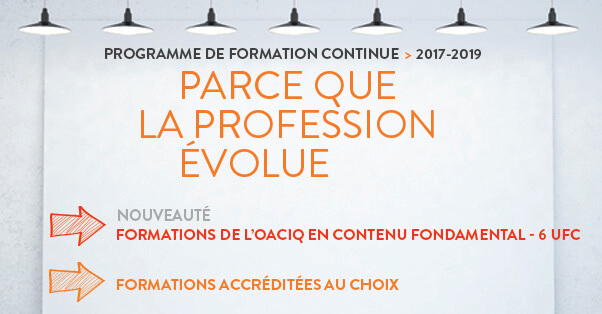 PROGRAMME DE FORMATION CONTINUE > 2017-2019
PARCE QUE
LA PROFESSION
ÉVOLUE
NOUVEAUTÉ
FORMATIONS DE L'OACIQ EN CONTENU FONDAMENTAL - 6 UFC
FORMATIONS ACCRÉDITÉES AU CHOIX